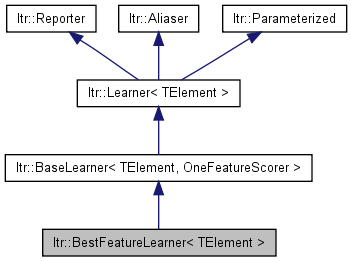 ltr::Reporter
ltr::Aliaser
ltr::Parameterized
ltr::Learner< TElement >
ltr::BaseLearner< TElement, OneFeatureScorer >
ltr::BestFeatureLearner< TElement >